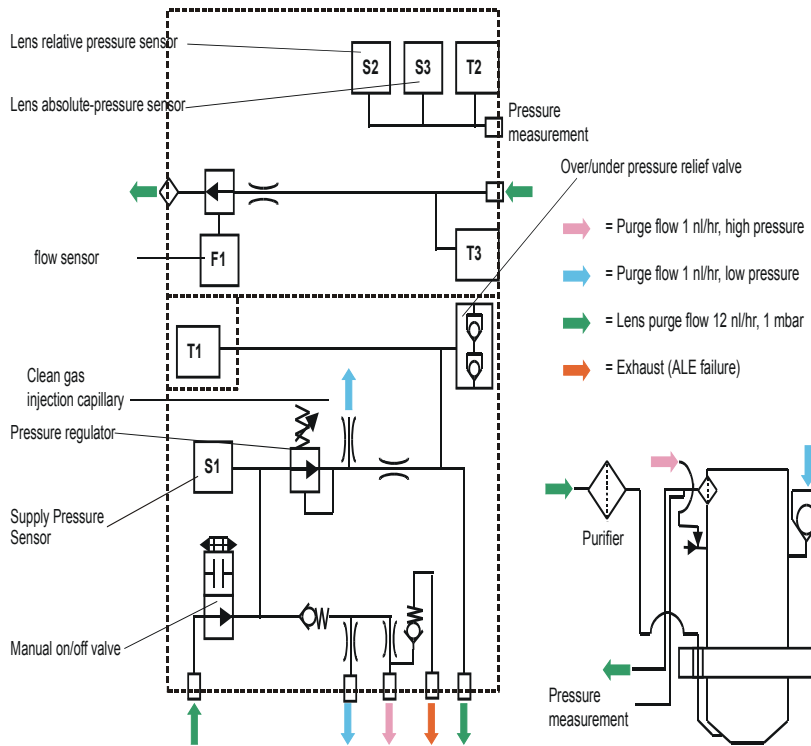 Lens relative pressure sensor
S2
S3
T2
Lens absolute-pressure sensor
Pressure
measurement
Over/under pressure relief valve
= Purge flow 1 nl/hr, high pressure
flow sensor
F1
T3
= Purge flow 1 nl/hr, low pressure
= Lens purge flow 12 nl/hr, 1 mbar
T1
= Exhaust (ALE failure)
Clean gas
injection capillary
Pressure regulator
S1
Supply Pressure
Sensor
Purifier
Manual on/off valve
Pressure
measurement